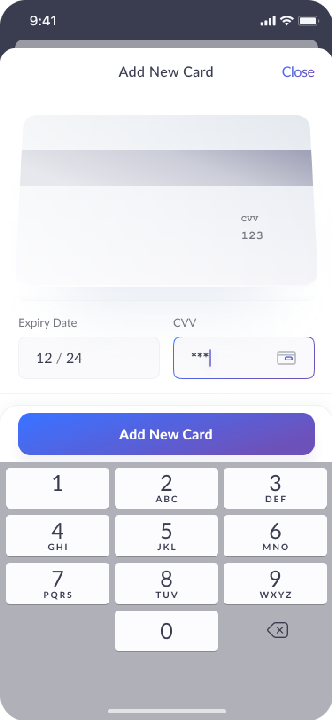 9:41
Add New Card
Close
CVV
123
Expiry Date
CVV
12 / 24
***
Add New Card
1
2
ABC
3
DEF
4
GHI
5
JKL
6
MNO
7
PQRS
8
TUV
9
WXYZ
0